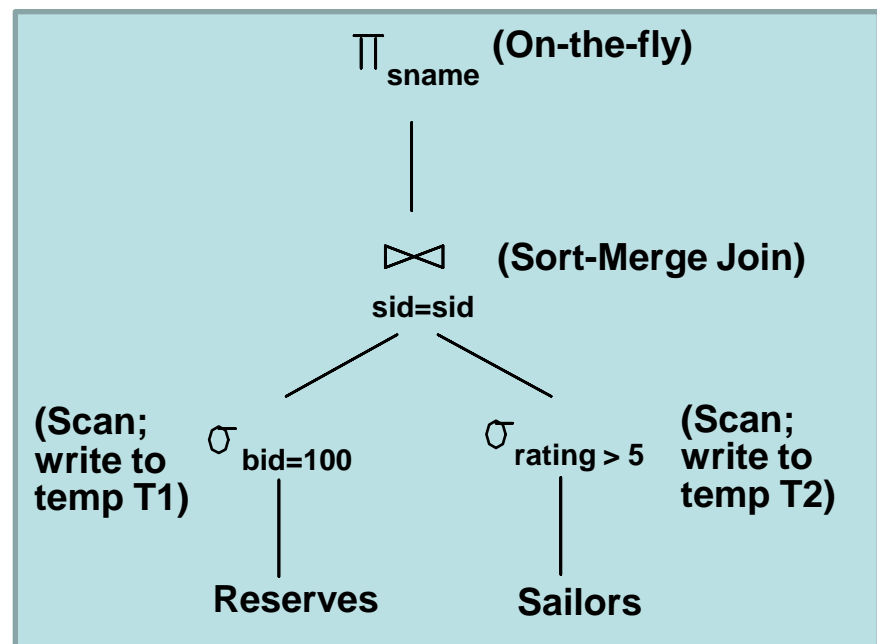 π sname (On-the-fly)
⋈ (Sort-Merge Join)
sid=sid
(Scan;
write to
temp T1)
σ bid=100
σ rating > 5
(Scan;
write to
temp T2)
Reserves
Sailors